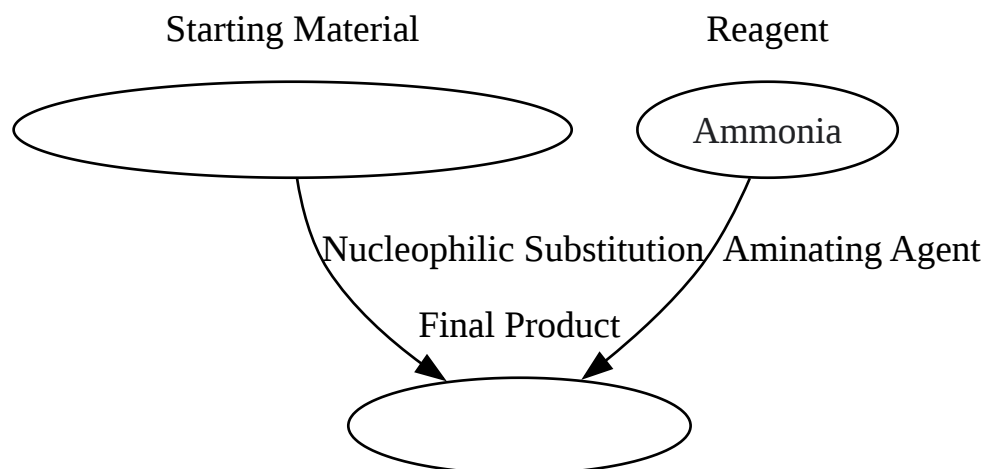 Starting Material
Reagent
Ammonia
Nucleophilic Substitution
Aminating Agent
Final Product